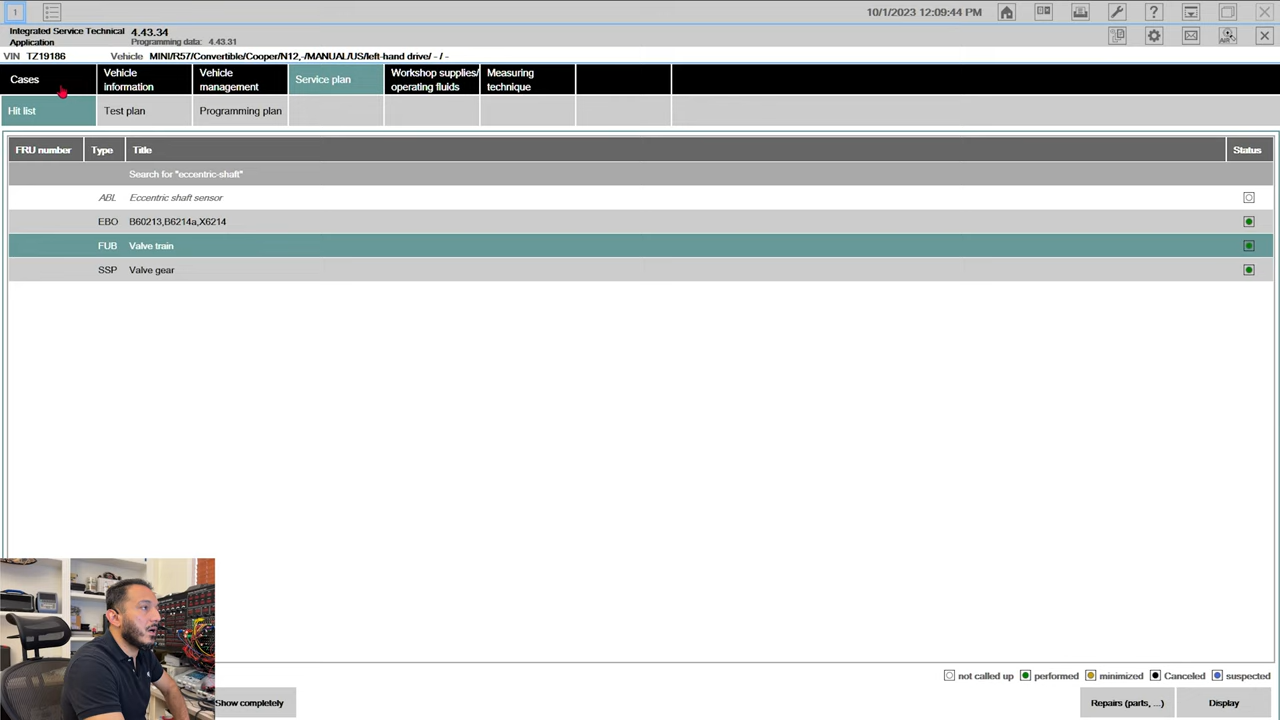 1
10/1/2023 12:09:44 PM
Integrated Service Technical
Application
4.43.34
Programming data: 4.43.31
VIN TZ19186 Vehicle MINI/R57/Convertible/Cooper/N12,-/MANUAL/US/left-hand drive/ - / -
Cases
Vehicle
information
Vehicle
management
Service plan
Workshop supplies/
operating fluids
Measuring
technique
Hit list
Test plan
Programming plan
FRU number Type Title Status
Search for "eccentric-shaft"
ABL Eccentric shaft sensor
EBO B60213,B6214a,X6214
FUB Valve train
SSP Valve gear
not called up performed minimized Canceled suspected
Show completely
Repairs (parts, ...)
Display